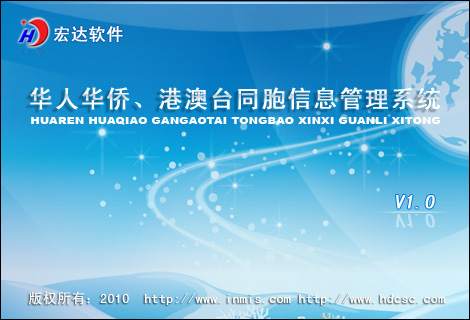 宏达软件
华人华侨、港澳台同胞信息管理系统
HUAREN HUAQIAO GANGAOTAI TONGBAO XINXI GUANLI XITONG
V1.0
版权所有：2010 http://www.inmis.com http://www.hdcsc.com